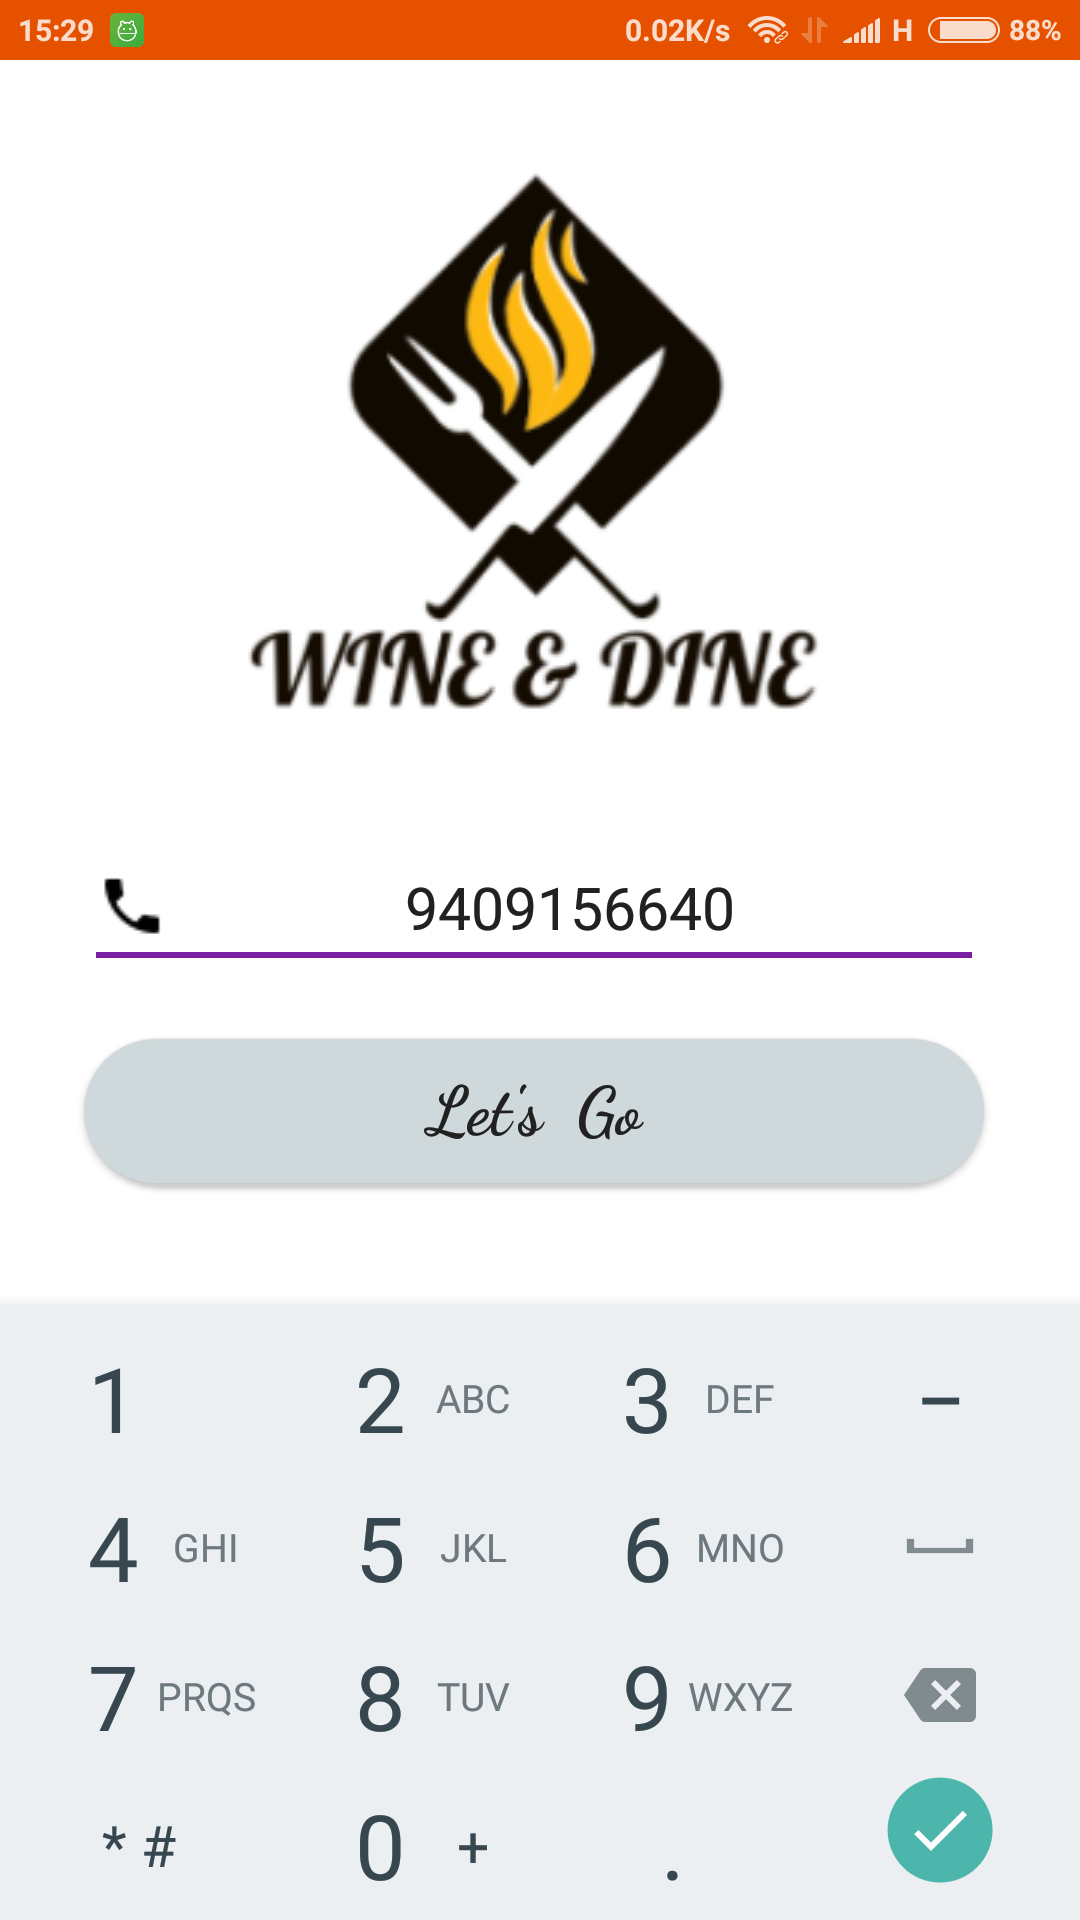 15:29 0.02K/s H 88%
WINE & DINE
9409156640
Let's Go
1 2 ABC 3 DEF –
4 GHI 5 JKL 6 MNO
7 PRQS 8 TUV 9 WXYZ
* # 0 + .